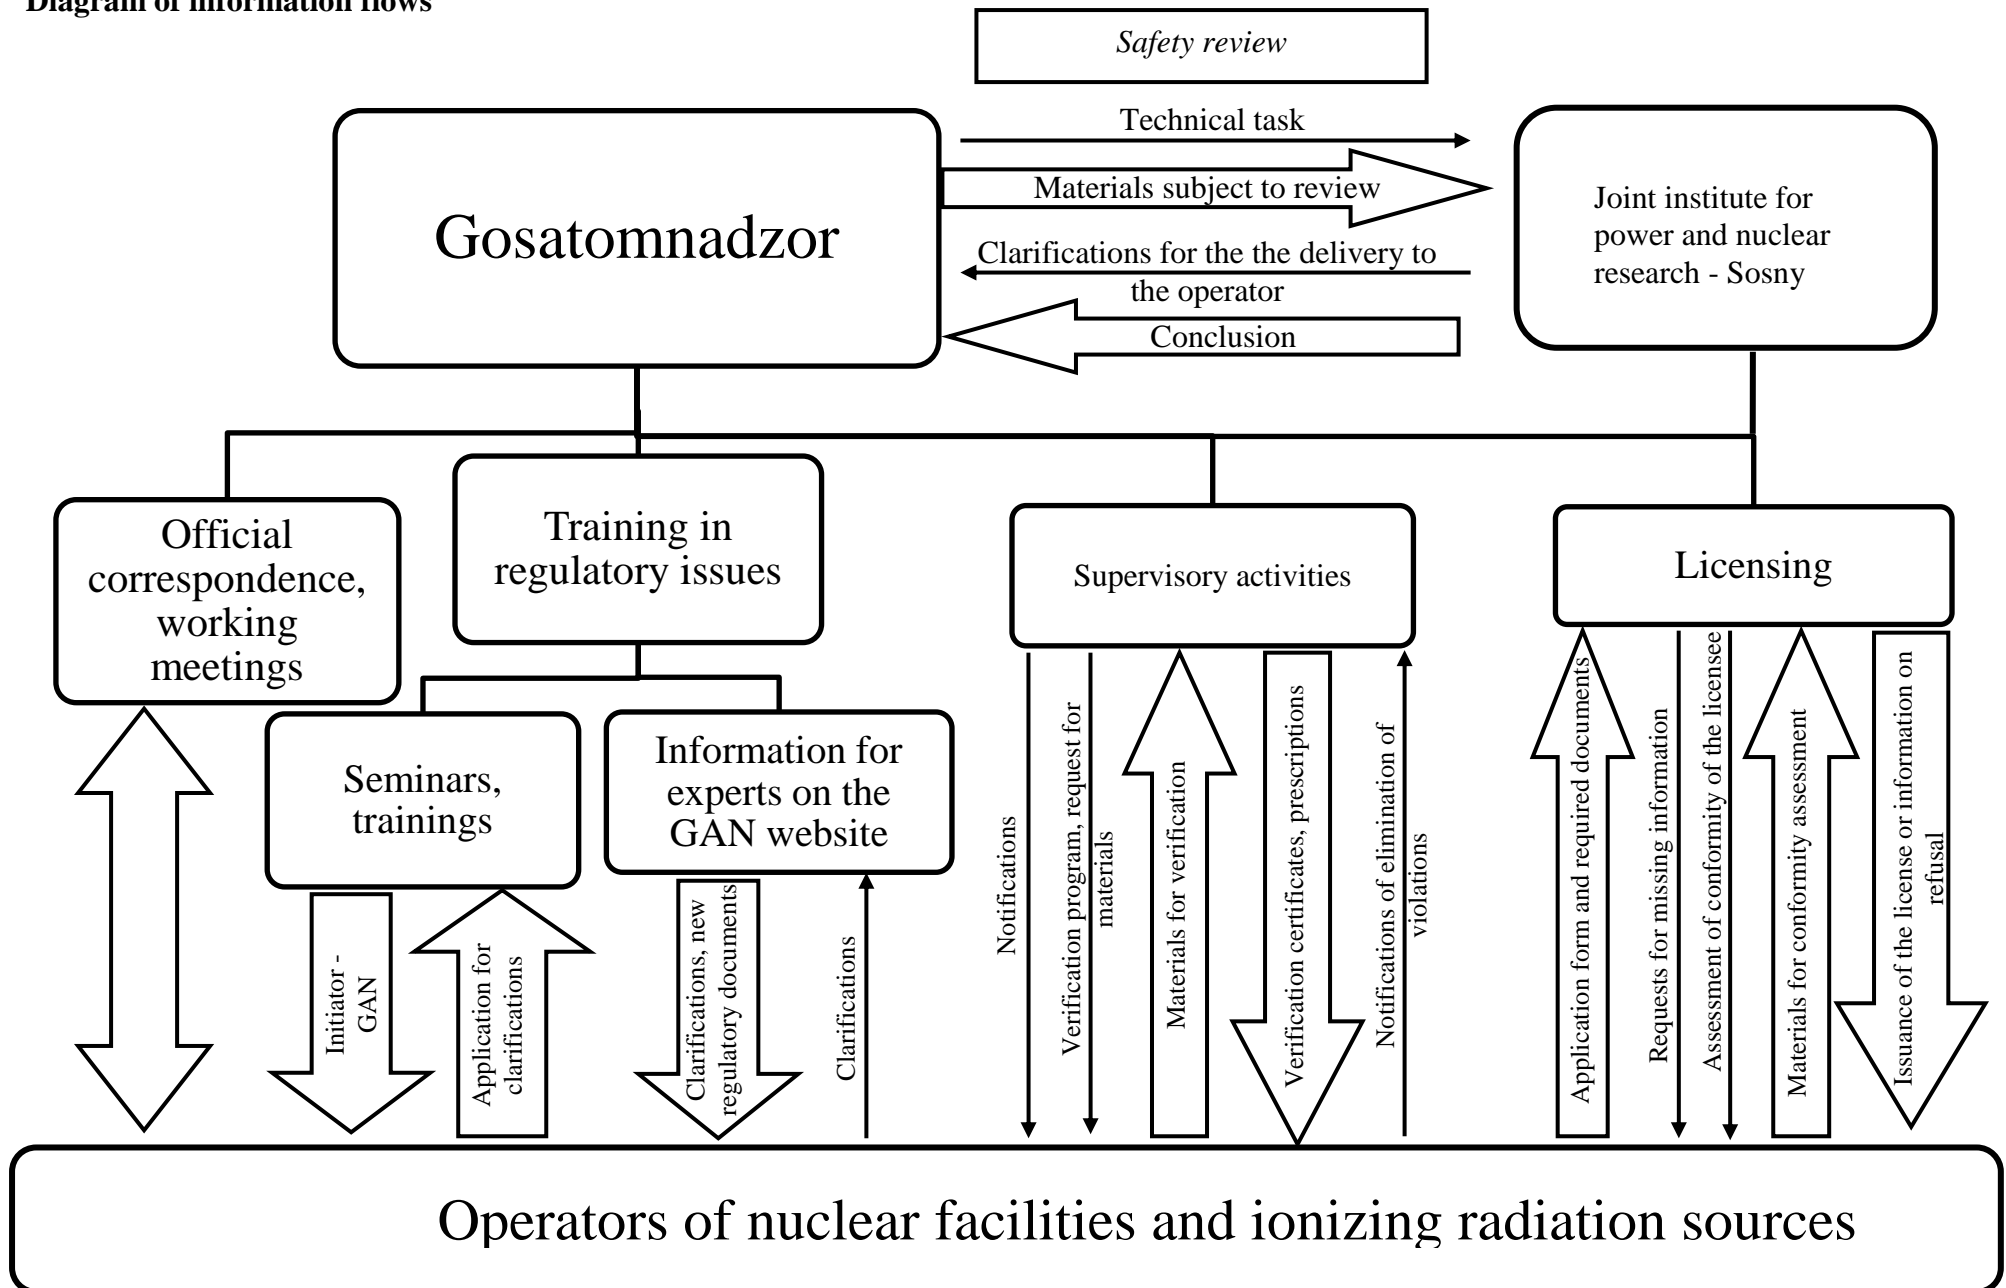 Diagram of information flows
Safety review
Technical task
Materials subject to review
Clarifications for the the delivery to
the operator
Conclusion
Gosatomnadzor
Joint institute for
power and nuclear
research - Sosny
Official
correspondence,
working
meetings
Training in
regulatory issues
Supervisory activities
Licensing
Seminars,
trainings
Information for
experts on the
GAN website
Initiator -
GAN
Application for
clarifications
Clarifications, new
regulatory documents
Clarifications
Notifications
Verification program, request for
materials
Materials for verification
Verification certificates, prescriptions
Notifications of elimination of
violations
Application form and required documents
Requests for missing information
Assessment of conformity of the licensee
Materials for conformity assessment
Issuance of the license or information on
refusal
Operators of nuclear facilities and ionizing radiation sources